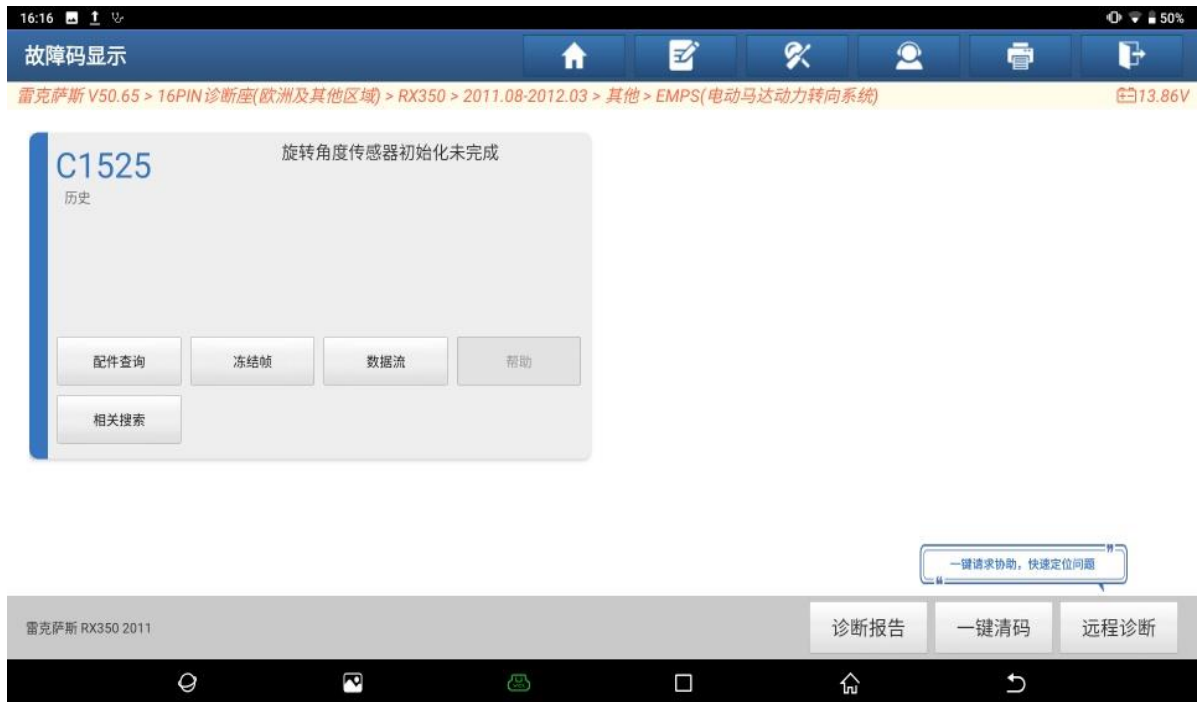 16:16 50%
故障码显示
雷克萨斯 V50.65 > 16PIN诊断座(欧洲及其他区域) > RX350 > 2011.08-2012.03 > 其他 > EMPS(电动马达动力转向系统) 13.86V
C1525 旋转角度传感器初始化未完成
历史
配件查询 冻结帧 数据流 帮助
相关搜索
一键请求协助，快速定位问题
雷克萨斯 RX350 2011 诊断报告 一键清码 远程诊断